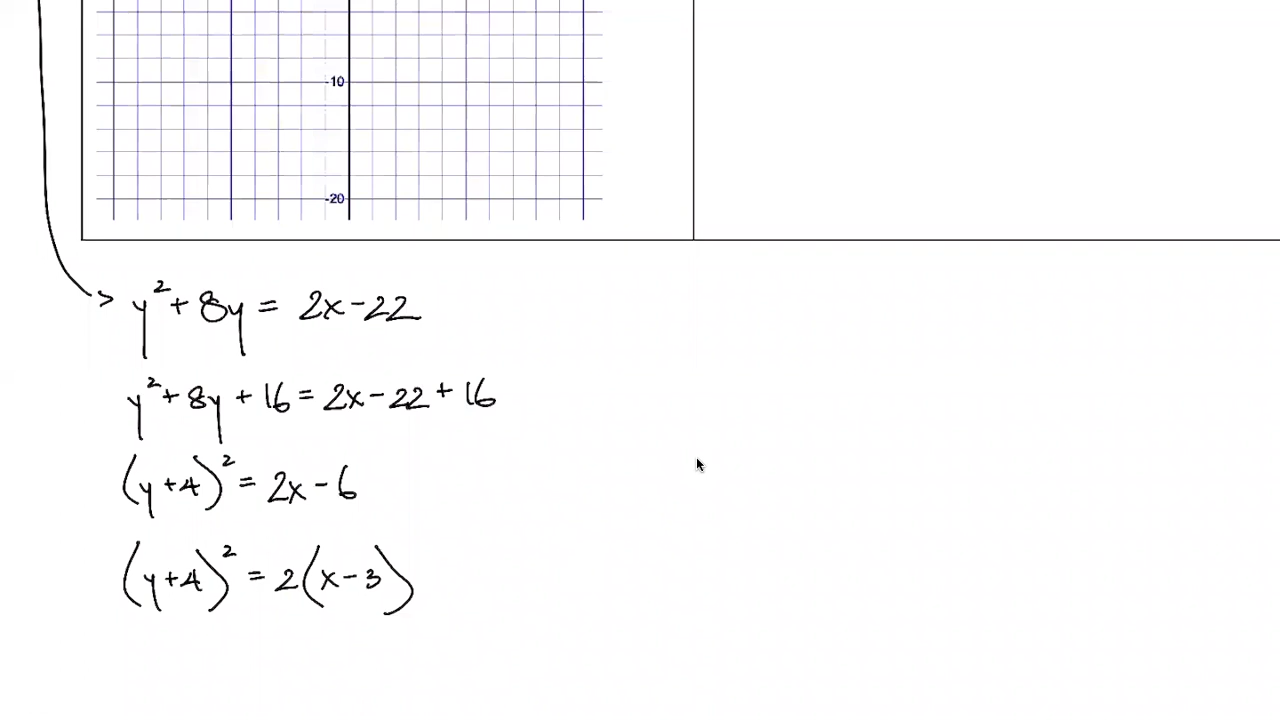 -10
-20
y² + 8y = 2x - 22
y² + 8y + 16 = 2x - 22 + 16
(y+4)² = 2x - 6
(y+4)² = 2(x-3)